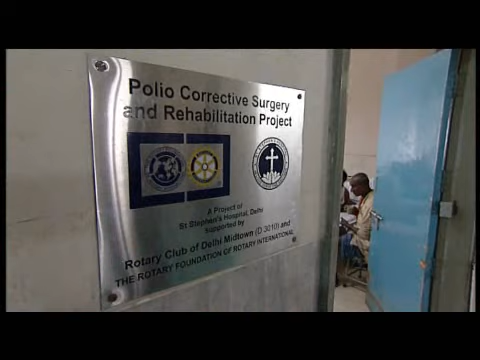 Polio Corrective Surgery
and Rehabilitation Project
A Project of
St Stephen's Hospital, Delhi
Supported by
Rotary Club of Delhi Midtown (D 3010) and
THE ROTARY FOUNDATION OF ROTARY INTERNATIONAL